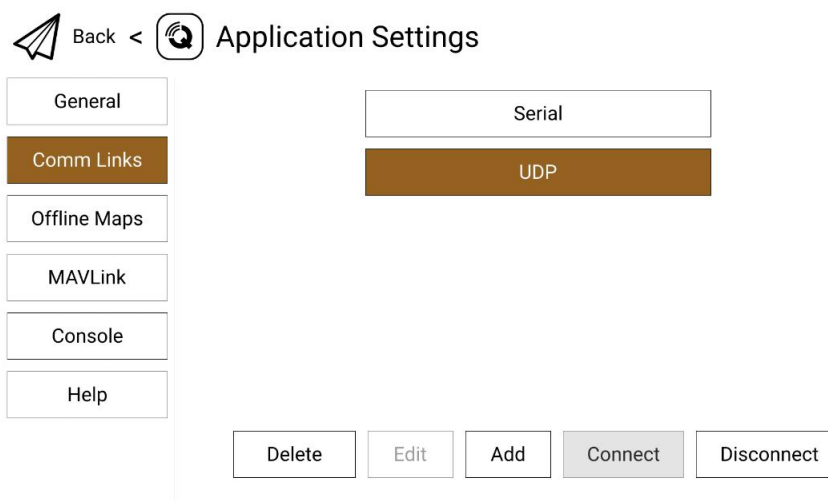 Back < Application Settings
General
Comm Links
Offline Maps
MAVLink
Console
Help
Serial
UDP
Delete Edit Add Connect Disconnect